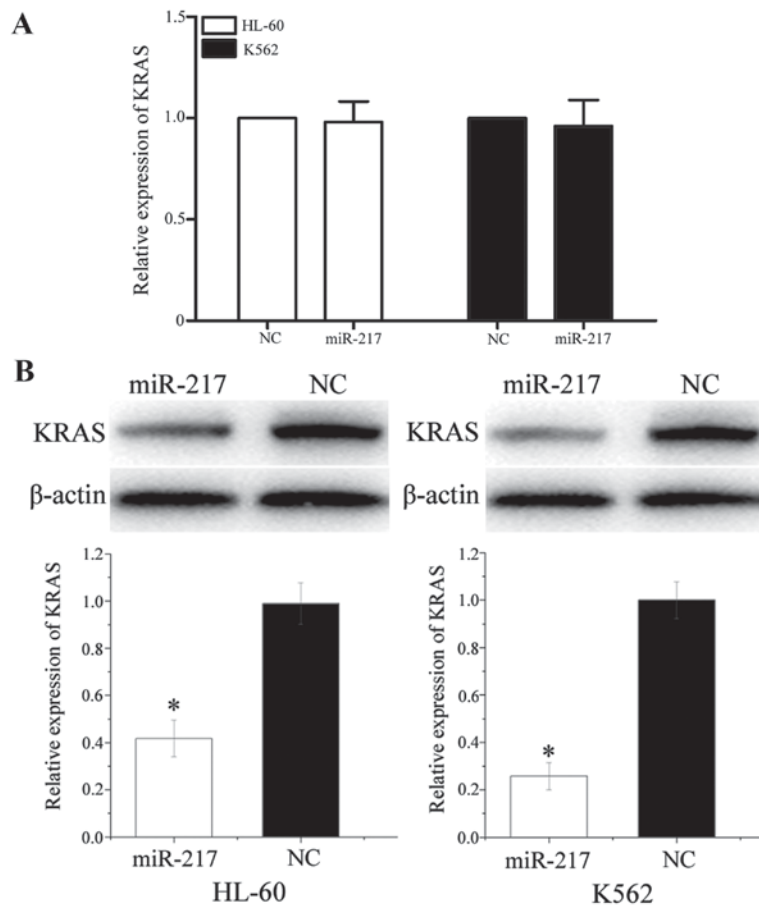 A
HL-60
K562
Relative expression of KRAS
1.5
1.0
0.5
0
NC
miR-217
NC
miR-217
B
miR-217
NC
KRAS
β-actin
miR-217
NC
KRAS
β-actin
Relative expression of KRAS
1.2
1.0
0.8
0.6
0.4
0.2
0.0
*
miR-217
NC
HL-60
Relative expression of KRAS
1.2
1.0
0.8
0.6
0.4
0.2
0.0
*
miR-217
NC
K562